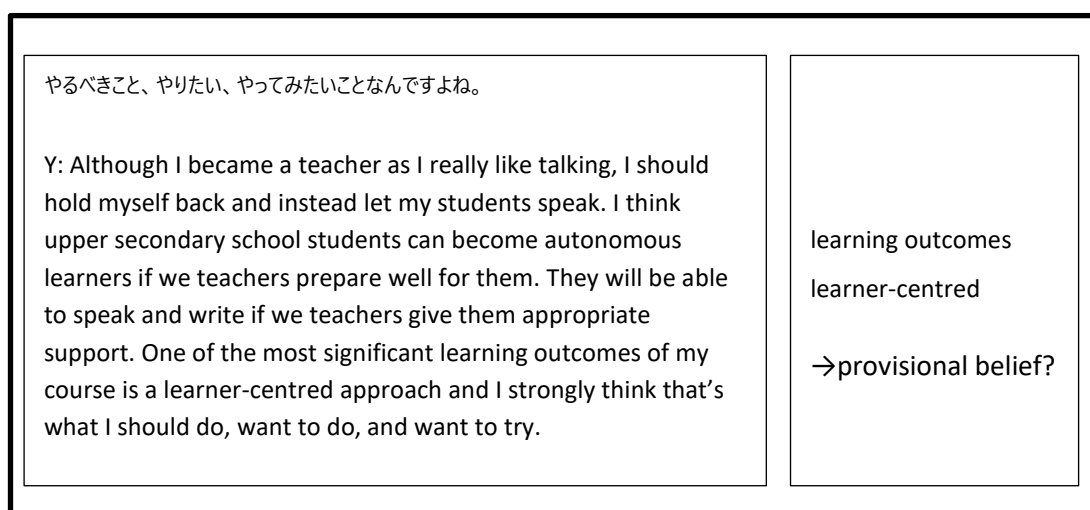 やるべきこと、やりたい、やってみたいことなんですよね。
Y: Although I became a teacher as I really like talking, I should
hold myself back and instead let my students speak. I think
upper secondary school students can become autonomous
learners if we teachers prepare well for them. They will be able
to speak and write if we teachers give them appropriate
support. One of the most significant learning outcomes of my
course is a learner-centred approach and I strongly think that’s
what I should do, want to do, and want to try.
learning outcomes
learner-centred
→provisional belief?